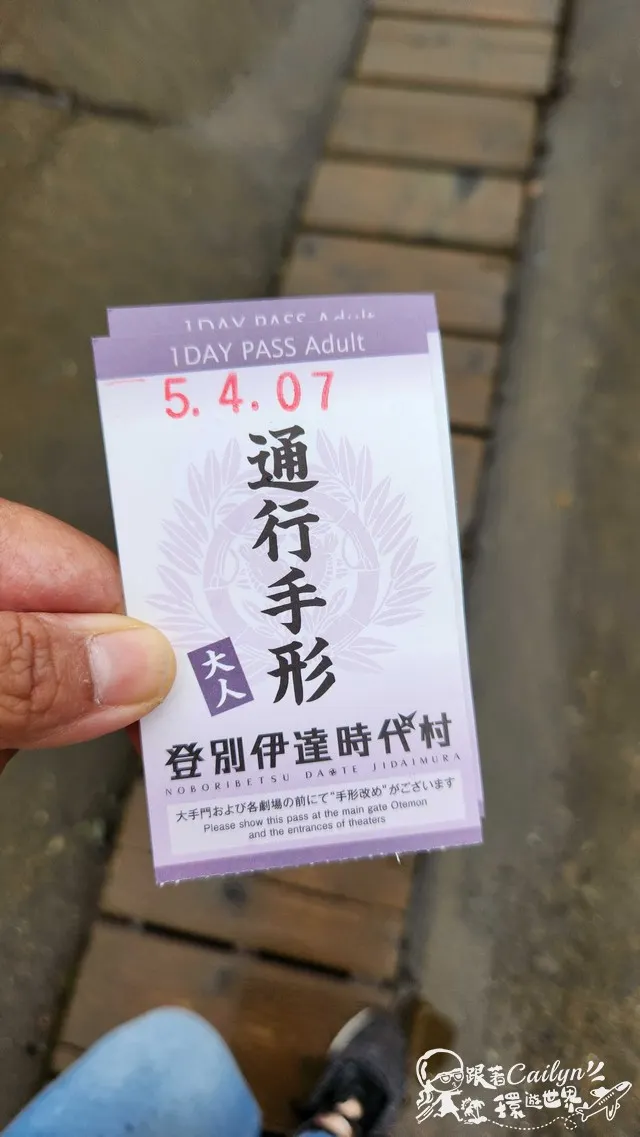 1DAY PASS Adult
1DAY PASS Adult
5.4.07
通行手形
大人
登別伊達時代村
NOBORIBETSU DATE JIDAIMURA
大手門および各劇場の前にて"手形改め"がございます
Please show this pass at the main gate Otemon
and the entrances of theaters
跟著Cailyn
環遊世界